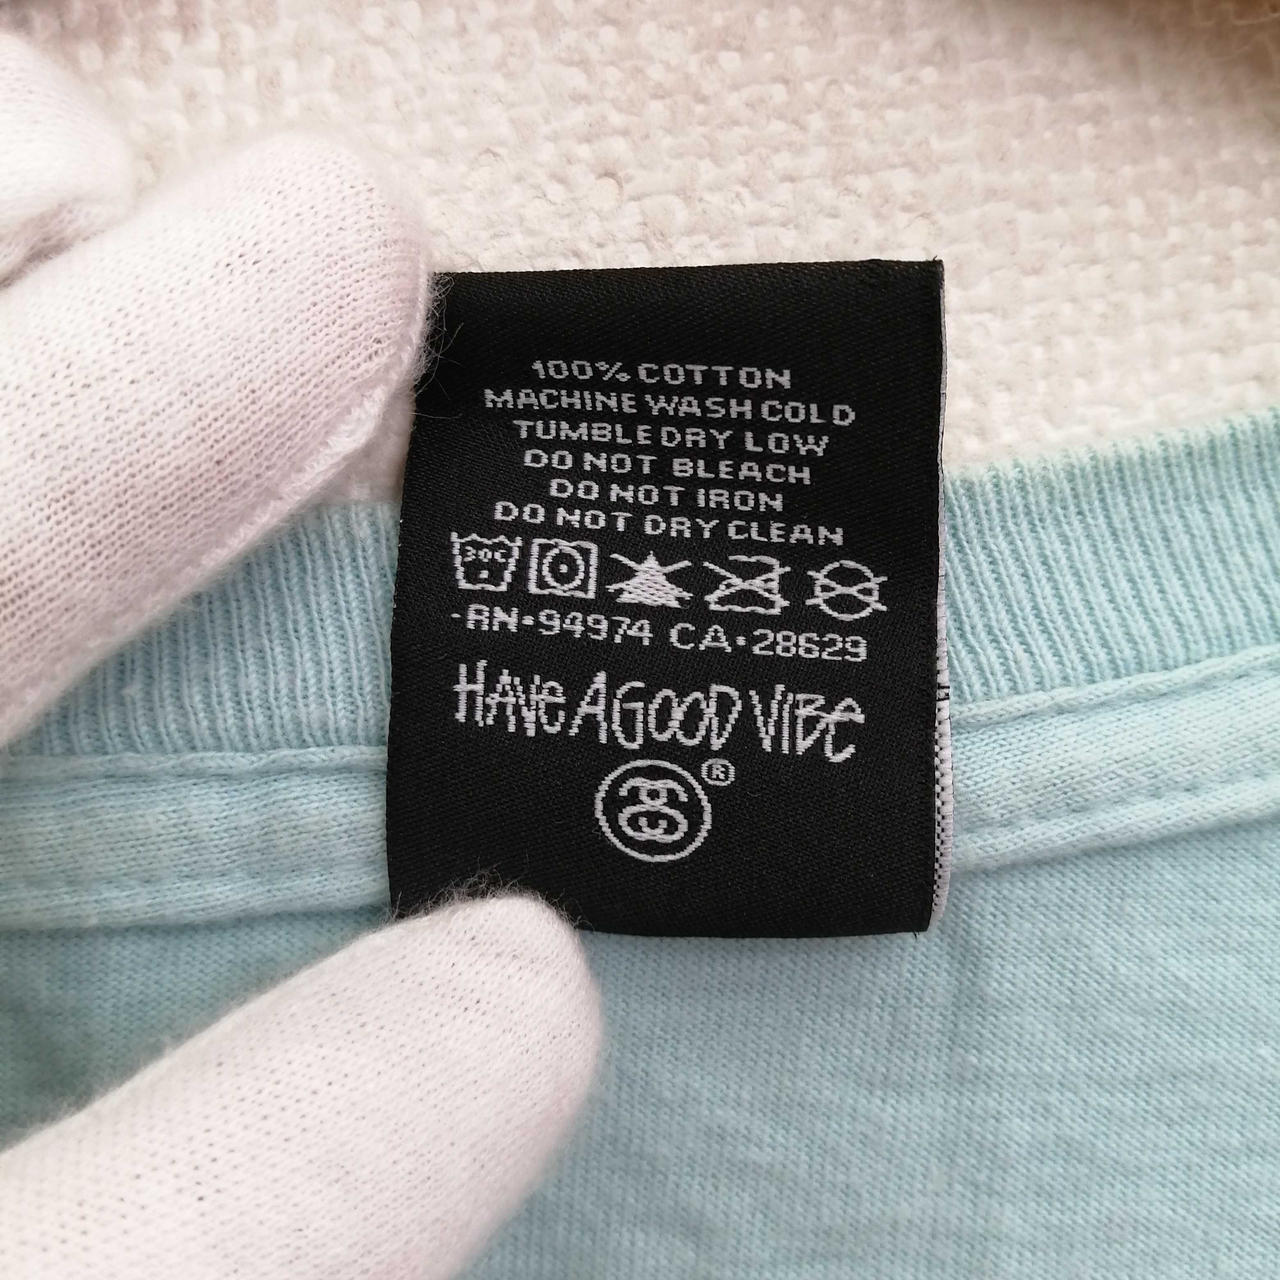 100% COTTON
MACHINE WASH COLD
TUMBLE DRY LOW
DO NOT BLEACH
DO NOT IRON
DO NOT DRY CLEAN
30C
-RN•94974 CA•28629
HAVE A GOOD VIBE
®